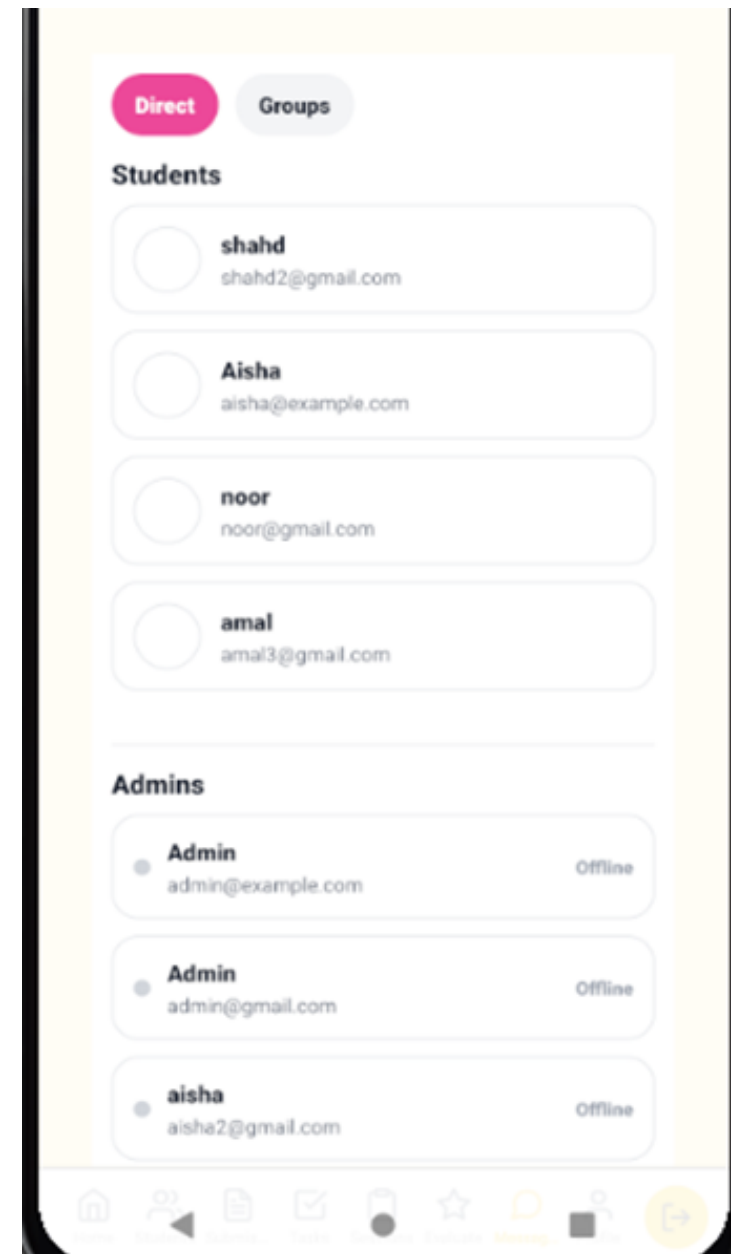 Direct
Groups
Students
shahd
shahd2@gmail.com
Aisha
aisha@example.com
noor
noor@gmail.com
amal
amal3@gmail.com
Admins
Admin
admin@example.com
Offline
Admin
admin@gmail.com
Offline
aisha
aisha2@gmail.com
Offline
Home